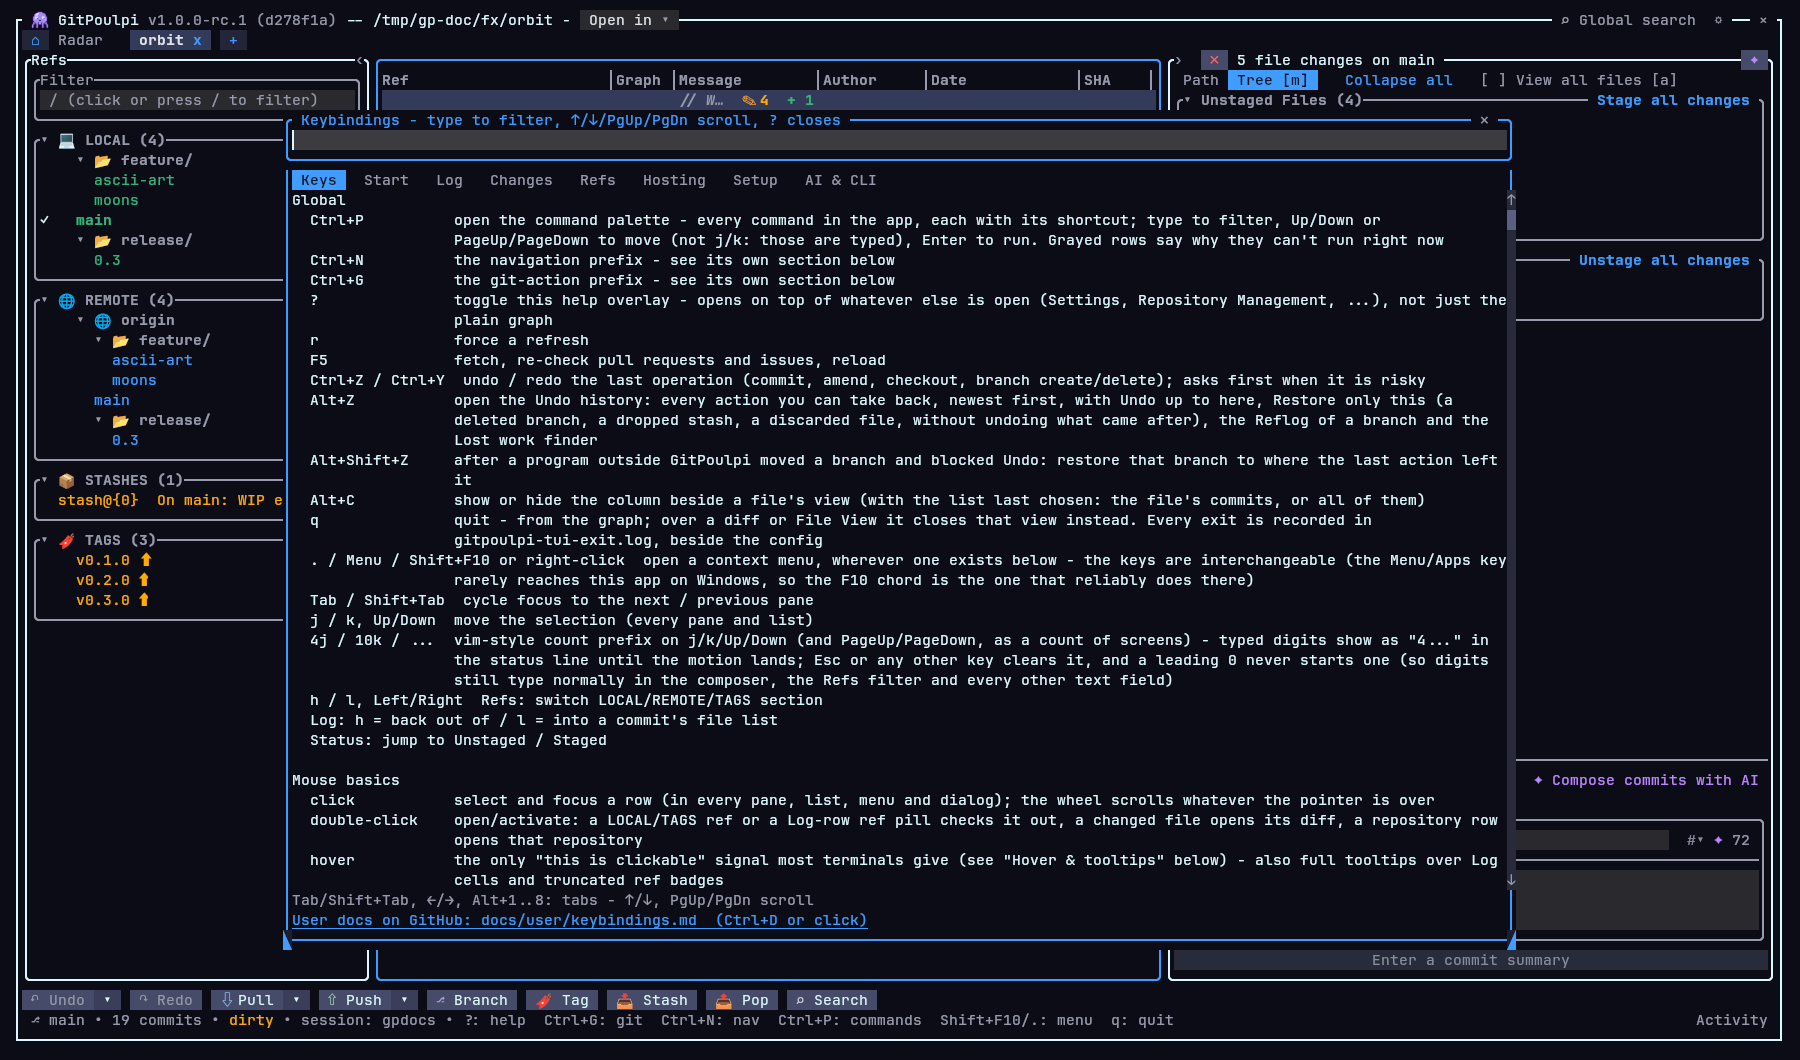 GitPoulpi v1.0.0-rc.1 (d278f1a) -- /tmp/gp-doc/fx/orbit - Open in ▾ ⌕ Global search ☼ ×
⌂ Radar orbit x +
Refs ‹ › ✕ 5 file changes on main ✦
Filter Ref Graph Message Author Date SHA Path Tree [m] Collapse all [ ] View all files [a]
/ (click or press / to filter) // W… ✎ 4 + 1 ▾ Unstaged Files (4) Stage all changes
Keybindings - type to filter, ↑/↓/PgUp/PgDn scroll, ? closes ×
▾ 💻 LOCAL (4)
▾ 📂 feature/
ascii-art
moons
✓ main
▾ 📂 release/
0.3
▾ 🌐 REMOTE (4)
▾ 🌐 origin
▾ 📂 feature/
ascii-art
moons
main
▾ 📂 release/
0.3
▾ 📦 STASHES (1)
stash@{0} On main: WIP e
▾ TAGS (3)
v0.1.0 ⬆
v0.2.0 ⬆
v0.3.0 ⬆
Keys Start Log Changes Refs Hosting Setup AI & CLI
Global
Ctrl+P open the command palette - every command in the app, each with its shortcut; type to filter, Up/Down or
PageUp/PageDown to move (not j/k: those are typed), Enter to run. Grayed rows say why they can't run right now
Ctrl+N the navigation prefix - see its own section below
Ctrl+G the git-action prefix - see its own section below
? toggle this help overlay - opens on top of whatever else is open (Settings, Repository Management, ...), not just the
plain graph
r force a refresh
F5 fetch, re-check pull requests and issues, reload
Ctrl+Z / Ctrl+Y undo / redo the last operation (commit, amend, checkout, branch create/delete); asks first when it is risky
Alt+Z open the Undo history: every action you can take back, newest first, with Undo up to here, Restore only this (a
deleted branch, a dropped stash, a discarded file, without undoing what came after), the Reflog of a branch and the
Lost work finder
Alt+Shift+Z after a program outside GitPoulpi moved a branch and blocked Undo: restore that branch to where the last action left
it
Alt+C show or hide the column beside a file's view (with the list last chosen: the file's commits, or all of them)
q quit - from the graph; over a diff or File View it closes that view instead. Every exit is recorded in
gitpoulpi-tui-exit.log, beside the config
. / Menu / Shift+F10 or right-click open a context menu, wherever one exists below - the keys are interchangeable (the Menu/Apps key
rarely reaches this app on Windows, so the F10 chord is the one that reliably does there)
Tab / Shift+Tab cycle focus to the next / previous pane
j / k, Up/Down move the selection (every pane and list)
4j / 10k / ... vim-style count prefix on j/k/Up/Down (and PageUp/PageDown, as a count of screens) - typed digits show as "4..." in
the status line until the motion lands; Esc or any other key clears it, and a leading 0 never starts one (so digits
still type normally in the composer, the Refs filter and every other text field)
h / l, Left/Right Refs: switch LOCAL/REMOTE/TAGS section
Log: h = back out of / l = into a commit's file list
Status: jump to Unstaged / Staged
Mouse basics
click select and focus a row (in every pane, list, menu and dialog); the wheel scrolls whatever the pointer is over
double-click open/activate: a LOCAL/TAGS ref or a Log-row ref pill checks it out, a changed file opens its diff, a repository row
opens that repository
hover the only "this is clickable" signal most terminals give (see "Hover & tooltips" below) - also full tooltips over Log
cells and truncated ref badges
Tab/Shift+Tab, ←/→, Alt+1..8: tabs - ↑/↓, PgUp/PgDn scroll
User docs on GitHub: docs/user/keybindings.md (Ctrl+D or click)
Unstage all changes
✦ Compose commits with AI
#▾ ✦ 72
Enter a commit summary
↶ Undo ▾ ↷ Redo ⇩ Pull ▾ ⇧ Push ▾ ⎇ Branch Tag Stash Pop ⌕ Search
⎇ main • 19 commits • dirty • session: gpdocs • ?: help Ctrl+G: git Ctrl+N: nav Ctrl+P: commands Shift+F10/.: menu q: quit Activity